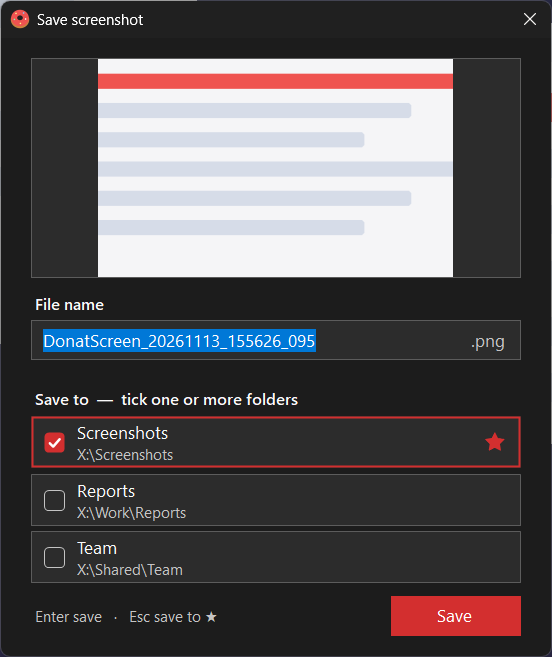 Save screenshot
File name
DonatScreen_20261113_155626_095 .png
Save to — tick one or more folders
Screenshots
X:\Screenshots
Reports
X:\Work\Reports
Team
X:\Shared\Team
Enter save · Esc save to ★
Save